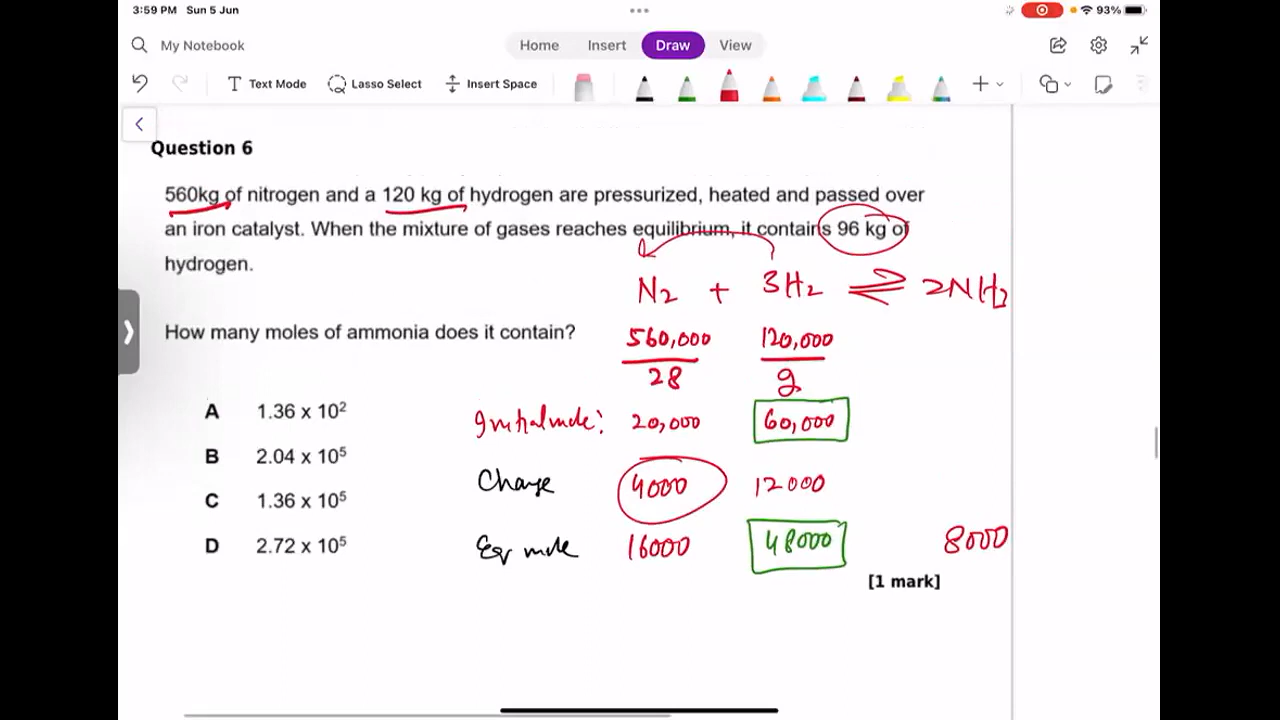 3:59 PM Sun 5 Jun
93%
My Notebook
Home Insert Draw View
Text Mode Lasso Select Insert Space
Question 6
560kg of nitrogen and a 120 kg of hydrogen are pressurized, heated and passed over
an iron catalyst. When the mixture of gases reaches equilibrium, it contains 96 kg of
hydrogen.
N2 + 3H2 ⇌ 2NH3
How many moles of ammonia does it contain?
560,000 120,000
28 2
A 1.36 x 10²
Initial mole: 20,000 60,000
B 2.04 x 10⁵
Change 4000 12000
C 1.36 x 10⁵
D 2.72 x 10⁵
Eq mole 16000 48000 8000
[1 mark]